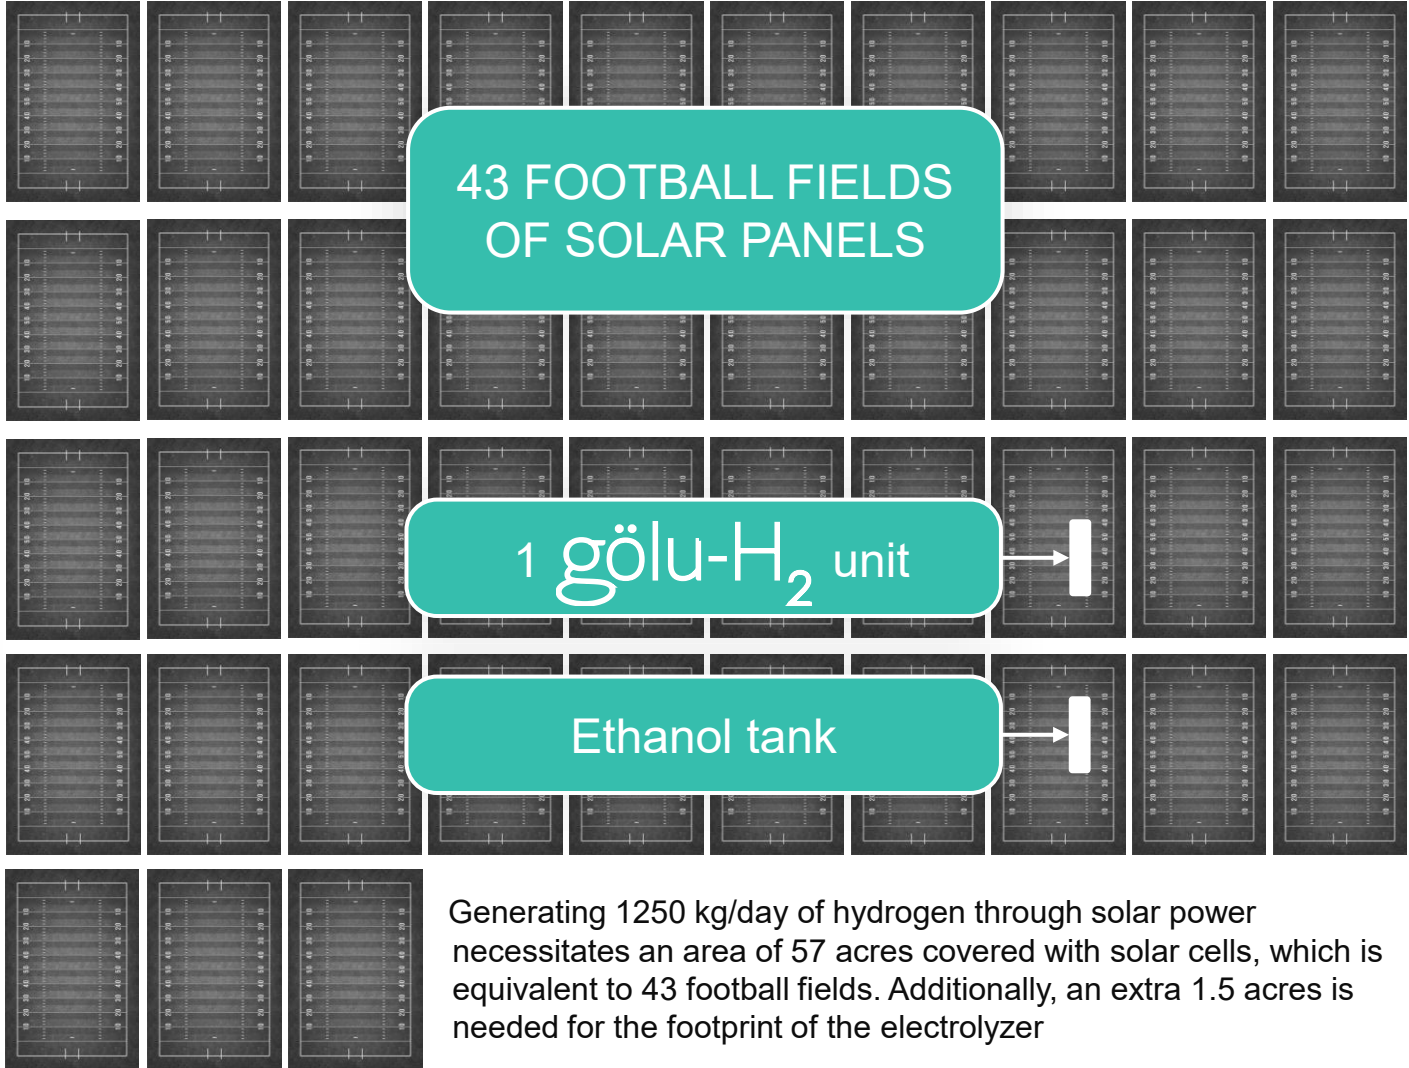 43 FOOTBALL FIELDS
OF SOLAR PANELS
1 gölu-H₂ unit
Ethanol tank
Generating 1250 kg/day of hydrogen through solar power
necessitates an area of 57 acres covered with solar cells, which is
equivalent to 43 football fields. Additionally, an extra 1.5 acres is
needed for the footprint of the electrolyzer